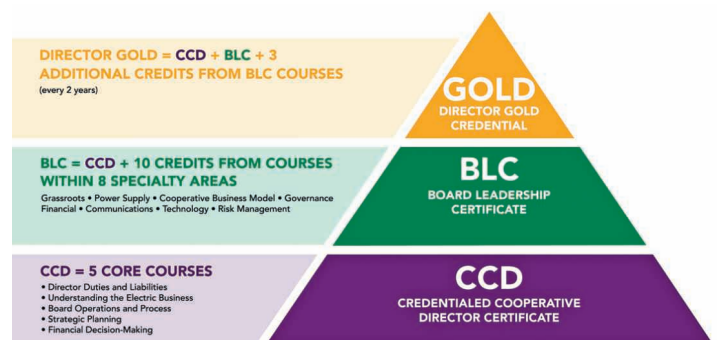 DIRECTOR GOLD = CCD + BLC + 3
ADDITIONAL CREDITS FROM BLC COURSES
(every 2 years)
GOLD
DIRECTOR GOLD
CREDENTIAL
BLC = CCD + 10 CREDITS FROM COURSES
WITHIN 8 SPECIALTY AREAS
Grassroots • Power Supply • Cooperative Business Model • Governance
Financial • Communications • Technology • Risk Management
BLC
BOARD LEADERSHIP
CERTIFICATE
CCD = 5 CORE COURSES
• Director Duties and Liabilities
• Understanding the Electric Business
• Board Operations and Process
• Strategic Planning
• Financial Decision-Making
CCD
CREDENTIALED COOPERATIVE
DIRECTOR CERTIFICATE